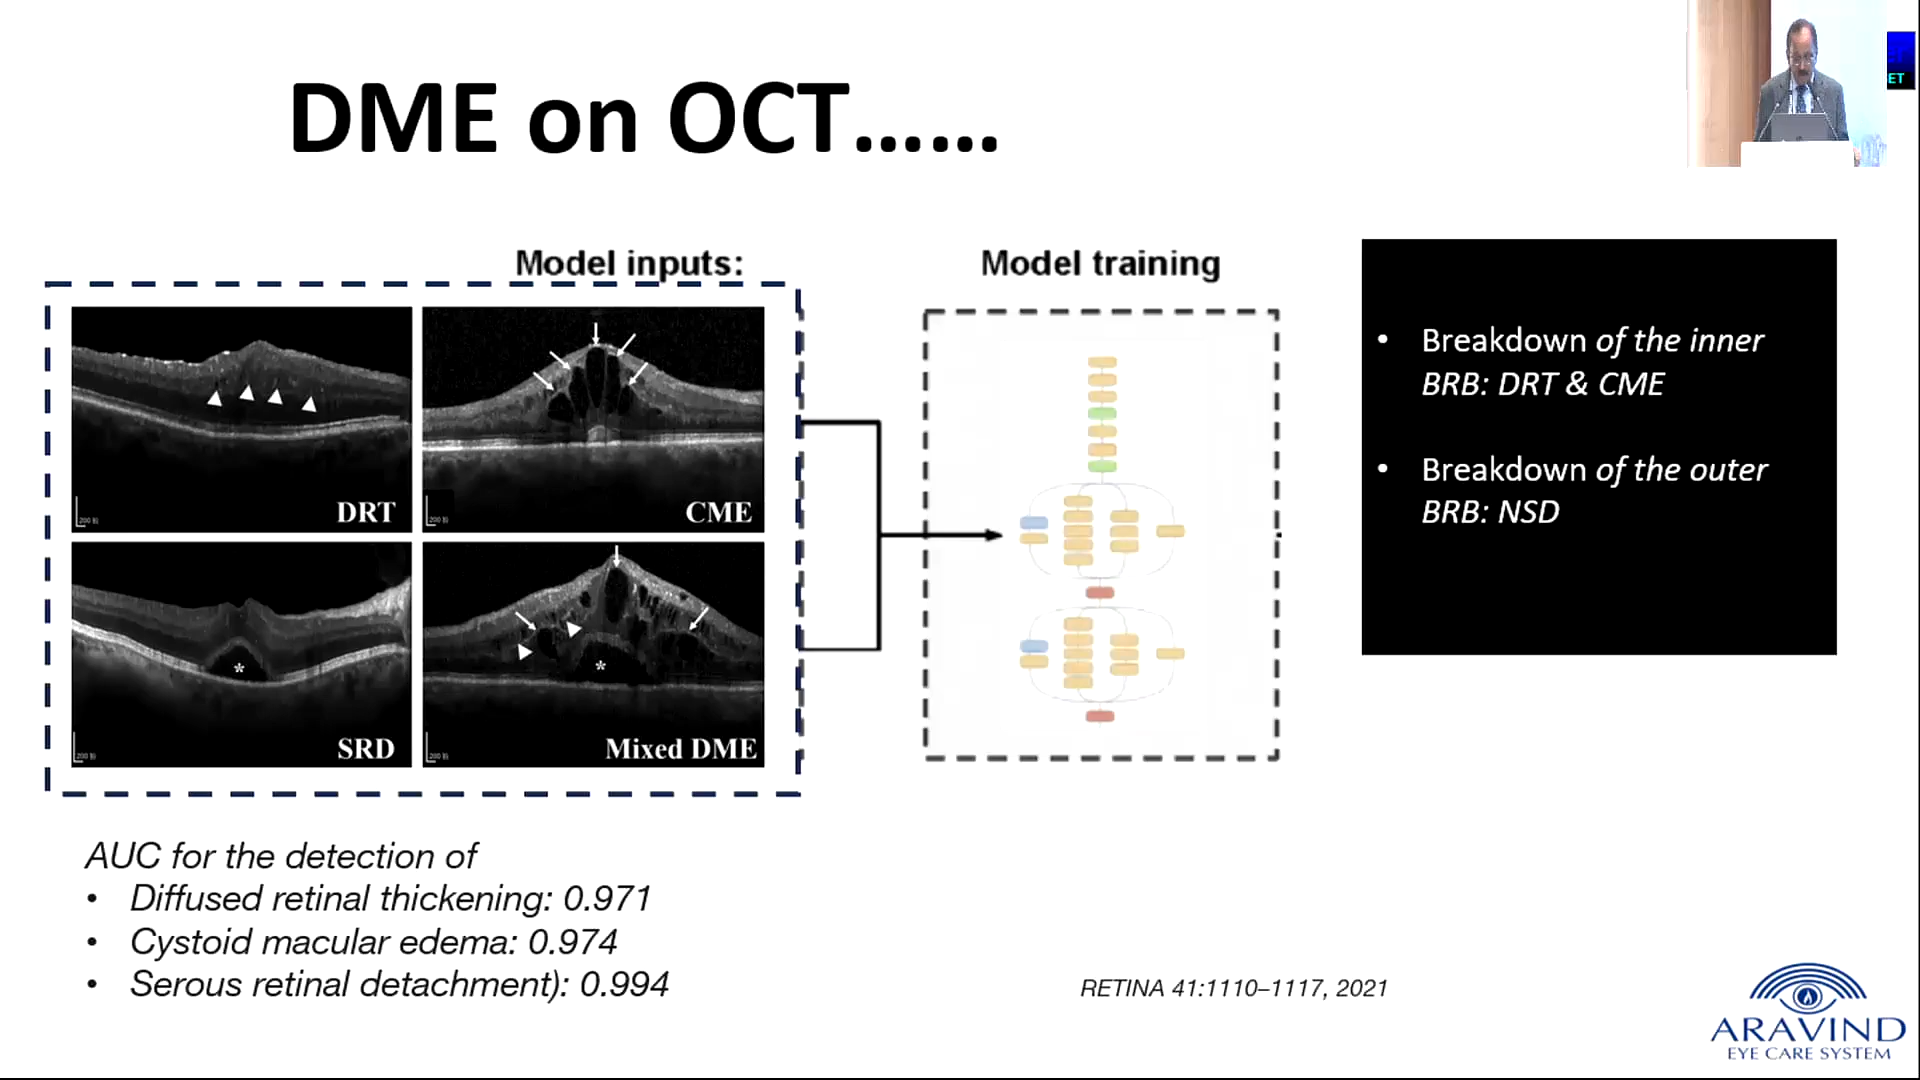 DME on OCT......
ET
Model inputs:
Model training
DRT
CME
SRD
Mixed DME
• Breakdown of the inner
BRB: DRT & CME
• Breakdown of the outer
BRB: NSD
AUC for the detection of
• Diffused retinal thickening: 0.971
• Cystoid macular edema: 0.974
• Serous retinal detachment): 0.994
RETINA 41:1110–1117, 2021
ARAVIND
EYE CARE SYSTEM